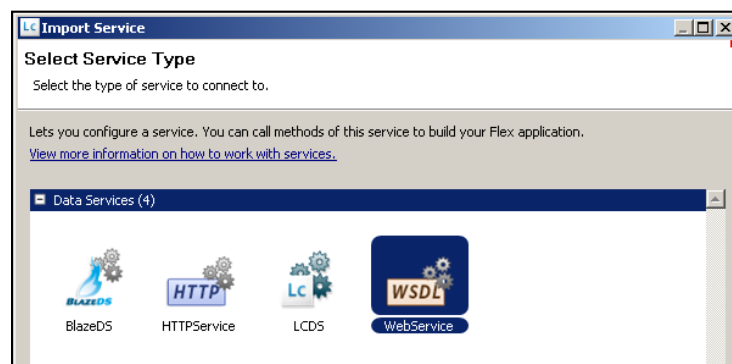 Lc Import Service
Select Service Type
Select the type of service to connect to.
Lets you configure a service. You can call methods of this service to build your Flex application.
View more information on how to work with services.
Data Services (4)
BLAZEDS HTTP Lc WSDL
BlazeDS HTTPService LCDS WebService